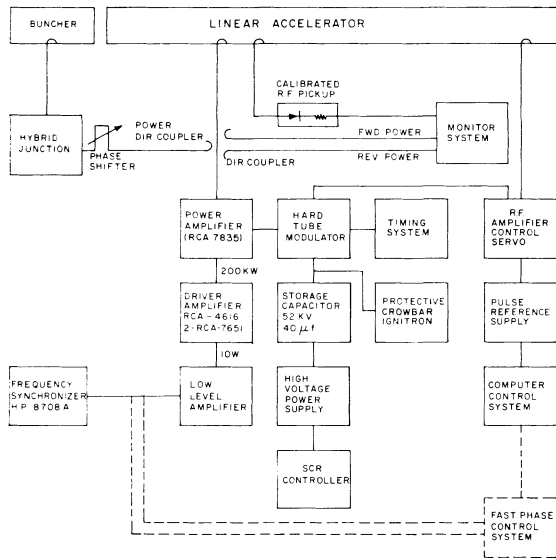 BUNCHER
LINEAR ACCELERATOR
CALIBRATED
R.F. PICKUP
HYBRID
JUNCTION
POWER
DIR COUPLER
PHASE
SHIFTER
FWD POWER
DIR. COUPLER
REV POWER
MONITOR
SYSTEM
POWER
AMPLIFIER
(RCA 7835)
HARD
TUBE
MODULATOR
TIMING
SYSTEM
R.F.
AMPLIFIER
CONTROL
SERVO
200KW
DRIVER
AMPLIFIER
RCA - 4616
2-RCA-7651
STORAGE
CAPACITOR
52 KV
40 µf
PROTECTIVE
CROWBAR
IGNITRON
PULSE
REFERENCE
SUPPLY
10W
FREQUENCY
SYNCHRONIZER
H.P. 8708A
LOW
LEVEL
AMPLIFIER
HIGH
VOLTAGE
POWER
SUPPLY
COMPUTER
CONTROL
SYSTEM
SCR
CONTROLLER
FAST PHASE
CONTROL
SYSTEM